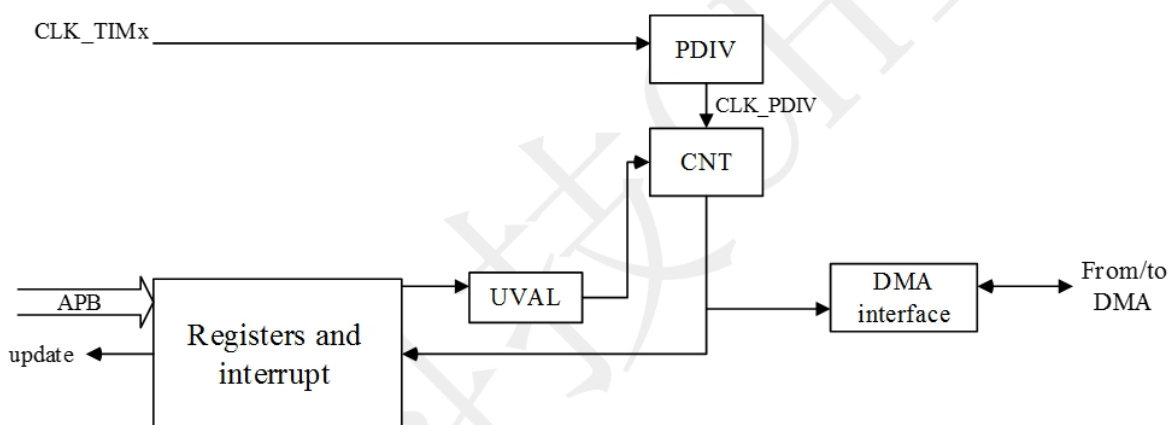 CLK_TIMx
PDIV
CLK_PDIV
CNT
APB
UVAL
DMA
interface
From/to
DMA
Registers and
interrupt
update